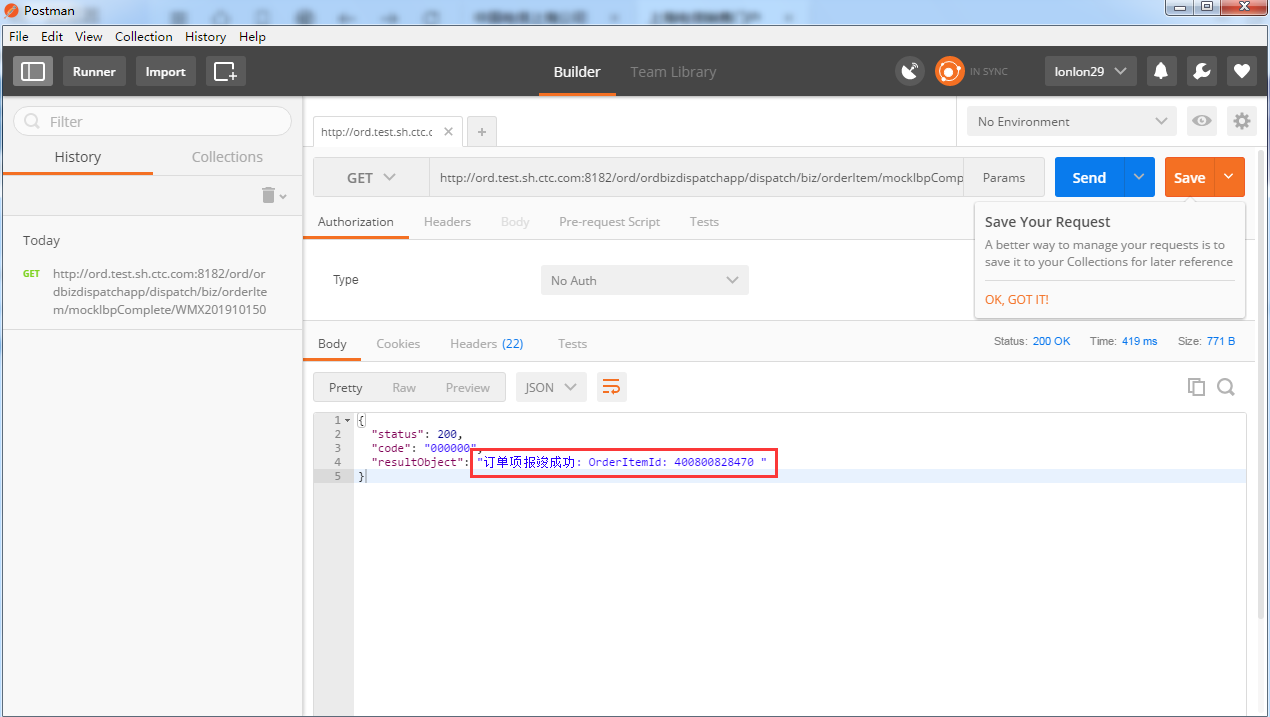 Postman
File Edit View Collection History Help
Runner Import Builder Team Library IN SYNC lonlon29
Filter
History Collections
Today
GET http://ord.test.sh.ctc.com:8182/ord/or
dbizdispatchapp/dispatch/biz/orderIte
m/mockIbpComplete/WMX201910150
http://ord.test.sh.ctc.c
No Environment
GET http://ord.test.sh.ctc.com:8182/ord/ordbizdispatchapp/dispatch/biz/orderItem/mockIbpComp Params Send Save
Authorization Headers Body Pre-request Script Tests
Save Your Request
A better way to manage your requests is to
save it to your Collections for later reference
OK, GOT IT!
Type No Auth
Body Cookies Headers (22) Tests Status: 200 OK Time: 419 ms Size: 771 B
Pretty Raw Preview JSON
1 {
2 "status": 200,
3 "code": "000000",
4 "resultObject": "订单项报竣成功: OrderItemId: 400800828470 "
5 }